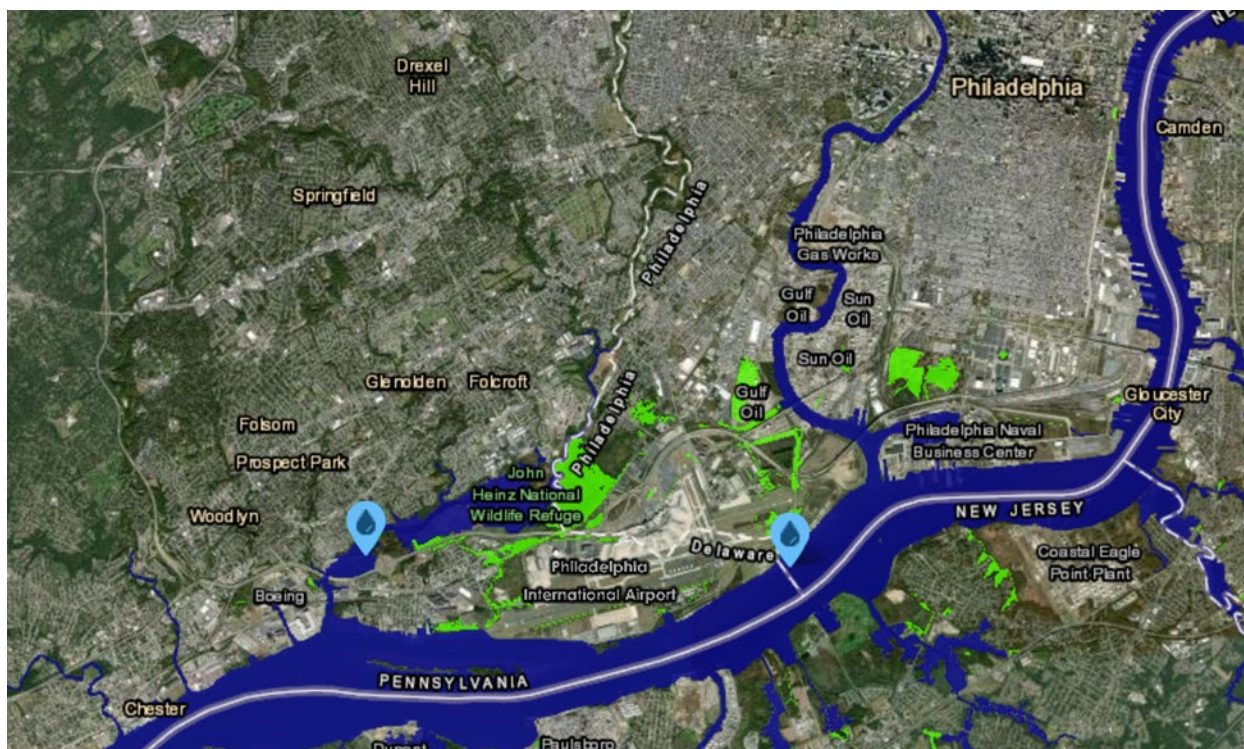 NE
Drexel
Hill
Philadelphia
Camden
Springfield
Philadelphia
Philadelphia
Gas Works
Gulf
Oil
Sun
Oil
Sun Oil
Glenolden
Folcroft
Philadelphia
Gulf
Oil
Gloucester
City
Folsom
Prospect Park
Philadelphia Naval
Business Center
John
Heinz National
Wildlife Refuge
Woodlyn
NEW JERSEY
Delaware
Coastal Eagle
Point Plant
Philadelphia
International Airport
Boeing
PENNSYLVANIA
Chester
Paulsboro